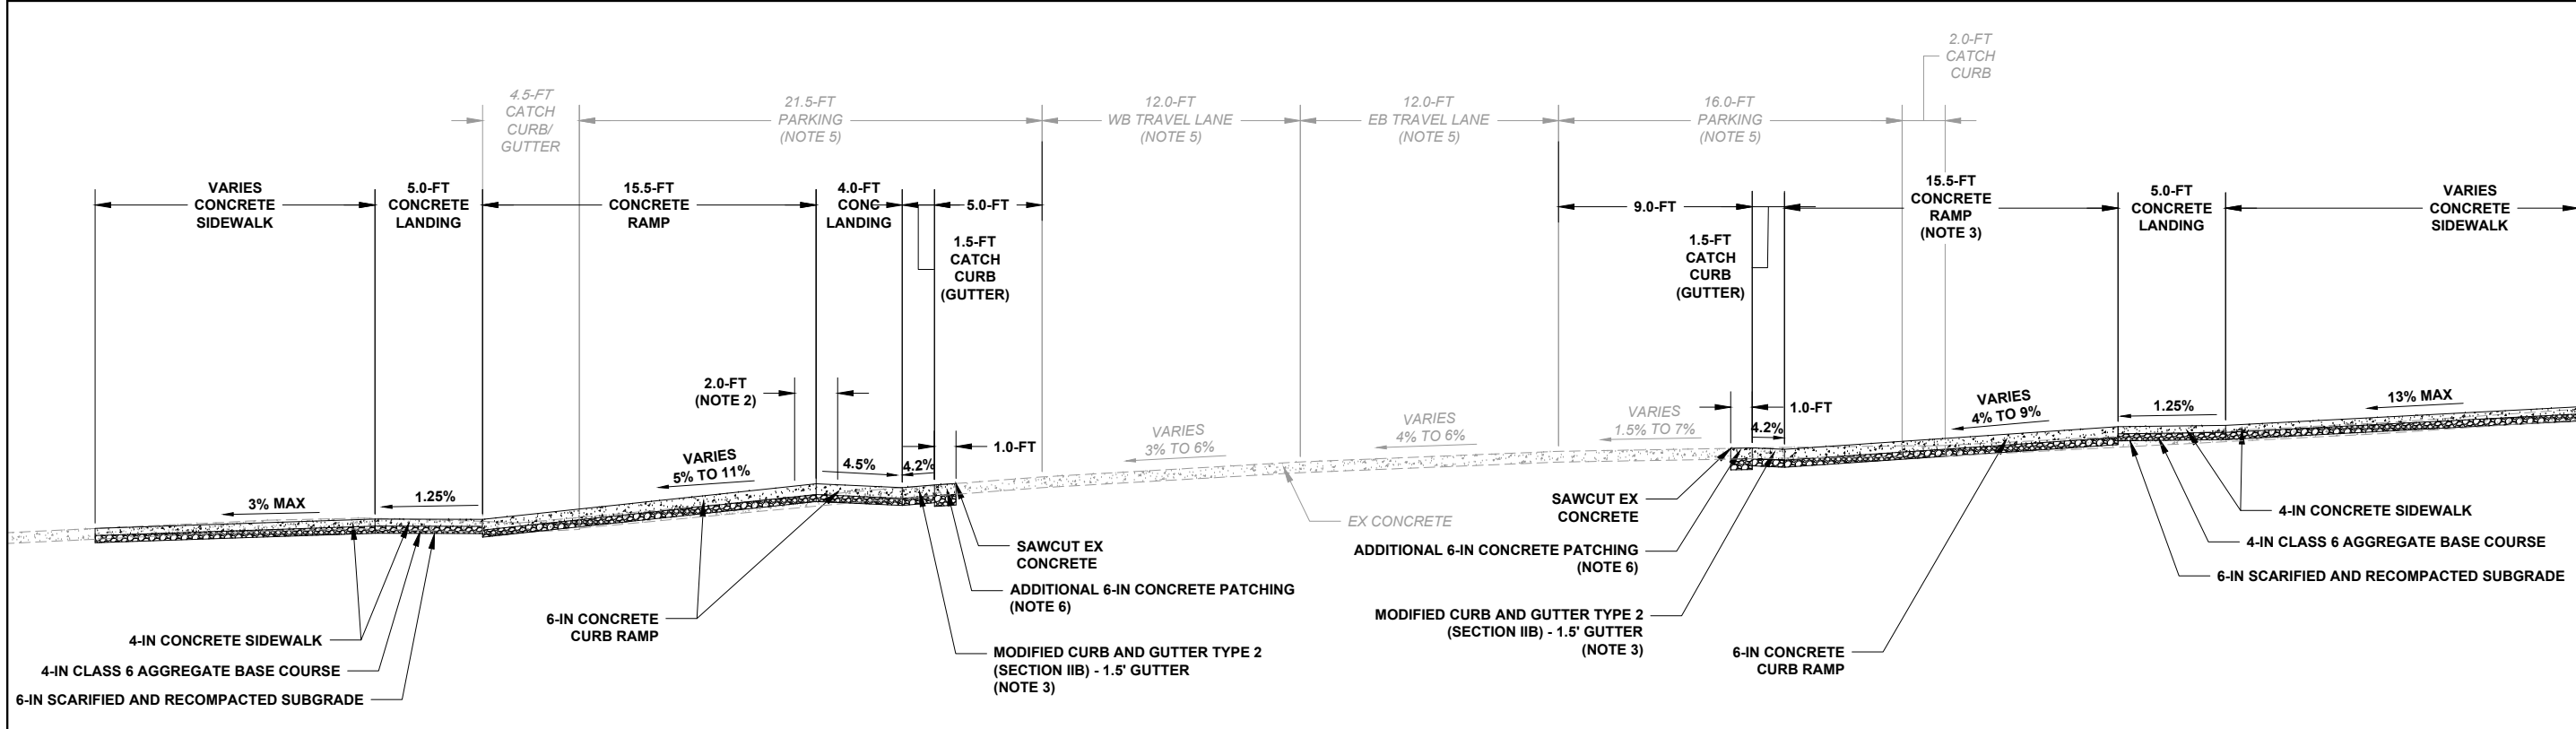 2.0-FT
CATCH
CURB
4.5-FT
CATCH
CURB/
GUTTER
21.5-FT
PARKING
(NOTE 5)
12.0-FT
WB TRAVEL LANE
(NOTE 5)
12.0-FT
EB TRAVEL LANE
(NOTE 5)
16.0-FT
PARKING
(NOTE 5)
VARIES
CONCRETE
SIDEWALK
5.0-FT
CONCRETE
LANDING
15.5-FT
CONCRETE
RAMP
4.0-FT
CONC
LANDING
5.0-FT
1.5-FT
CATCH
CURB
(GUTTER)
9.0-FT
1.5-FT
CATCH
CURB
(GUTTER)
15.5-FT
CONCRETE
RAMP
(NOTE 3)
5.0-FT
CONCRETE
LANDING
VARIES
CONCRETE
SIDEWALK
2.0-FT
(NOTE 2)
3% MAX
1.25%
VARIES
5% TO 11%
4.5%
4.2%
1.0-FT
VARIES
3% TO 6%
VARIES
4% TO 6%
VARIES
1.5% TO 7%
4.2%
1.0-FT
VARIES
4% TO 9%
1.25%
13% MAX
EX CONCRETE
SAWCUT EX
CONCRETE
ADDITIONAL 6-IN CONCRETE PATCHING
(NOTE 6)
MODIFIED CURB AND GUTTER TYPE 2
(SECTION IIB) - 1.5' GUTTER
(NOTE 3)
6-IN CONCRETE
CURB RAMP
4-IN CONCRETE SIDEWALK
4-IN CLASS 6 AGGREGATE BASE COURSE
6-IN SCARIFIED AND RECOMPACTED SUBGRADE
SAWCUT EX
CONCRETE
ADDITIONAL 6-IN CONCRETE PATCHING
(NOTE 6)
MODIFIED CURB AND GUTTER TYPE 2
(SECTION IIB) - 1.5' GUTTER
(NOTE 3)
6-IN CONCRETE
CURB RAMP
4-IN CONCRETE SIDEWALK
4-IN CLASS 6 AGGREGATE BASE COURSE
6-IN SCARIFIED AND RECOMPACTED SUBGRADE